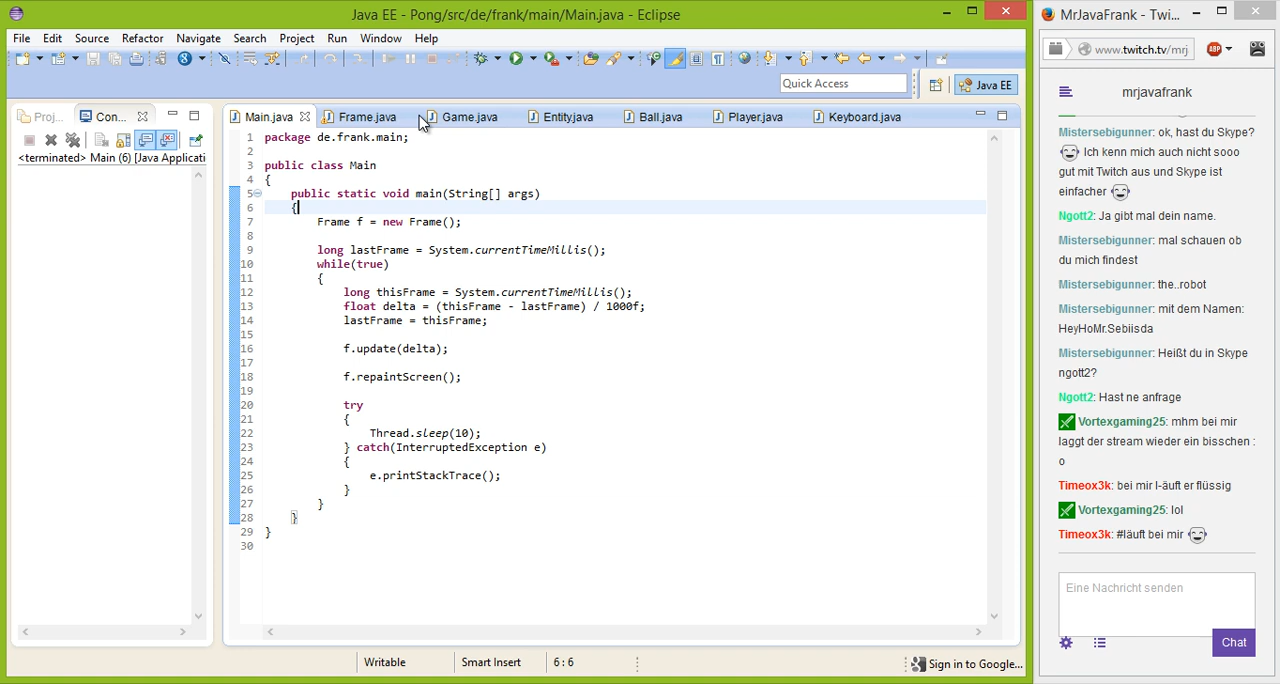 Java EE - Pong/src/de/frank/main/Main.java - Eclipse
File Edit Source Refactor Navigate Search Project Run Window Help
Quick Access
Java EE
Proj...
Con...
<terminated> Main (6) [Java Applicati
Main.java
Frame.java
Game.java
Entity.java
Ball.java
Player.java
Keyboard.java
1 package de.frank.main;
2
3 public class Main
4 {
5 public static void main(String[] args)
6 {
7 Frame f = new Frame();
8
9 long lastFrame = System.currentTimeMillis();
10 while(true)
11 {
12 long thisFrame = System.currentTimeMillis();
13 float delta = (thisFrame - lastFrame) / 1000f;
14 lastFrame = thisFrame;
15
16 f.update(delta);
17
18 f.repaintScreen();
19
20 try
21 {
22 Thread.sleep(10);
23 } catch(InterruptedException e)
24 {
25 e.printStackTrace();
26 }
27 }
28 }
29 }
30
Writable
Smart Insert
6 : 6
Sign in to Google...
MrJavaFrank - Twi...
www.twitch.tv/mrj
ABP
mrjavafrank
Mistersebigunner: ok, hast du Skype?
Ich kenn mich auch nicht sooo
gut mit Twitch aus und Skype ist
einfacher
Ngott2: Ja gibt mal dein name.
Mistersebigunner: mal schauen ob
du mich findest
Mistersebigunner: the..robot
Mistersebigunner: mit dem Namen:
HeyHoMr.Sebiisda
Mistersebigunner: Heißt du in Skype
ngott2?
Ngott2: Hast ne anfrage
Vortexgaming25: mhm bei mir
laggt der stream wieder ein bisschen :
o
Timeox3k: bei mir l-äuft er flüssig
Vortexgaming25: lol
Timeox3k: #läuft bei mir
Eine Nachricht senden
Chat